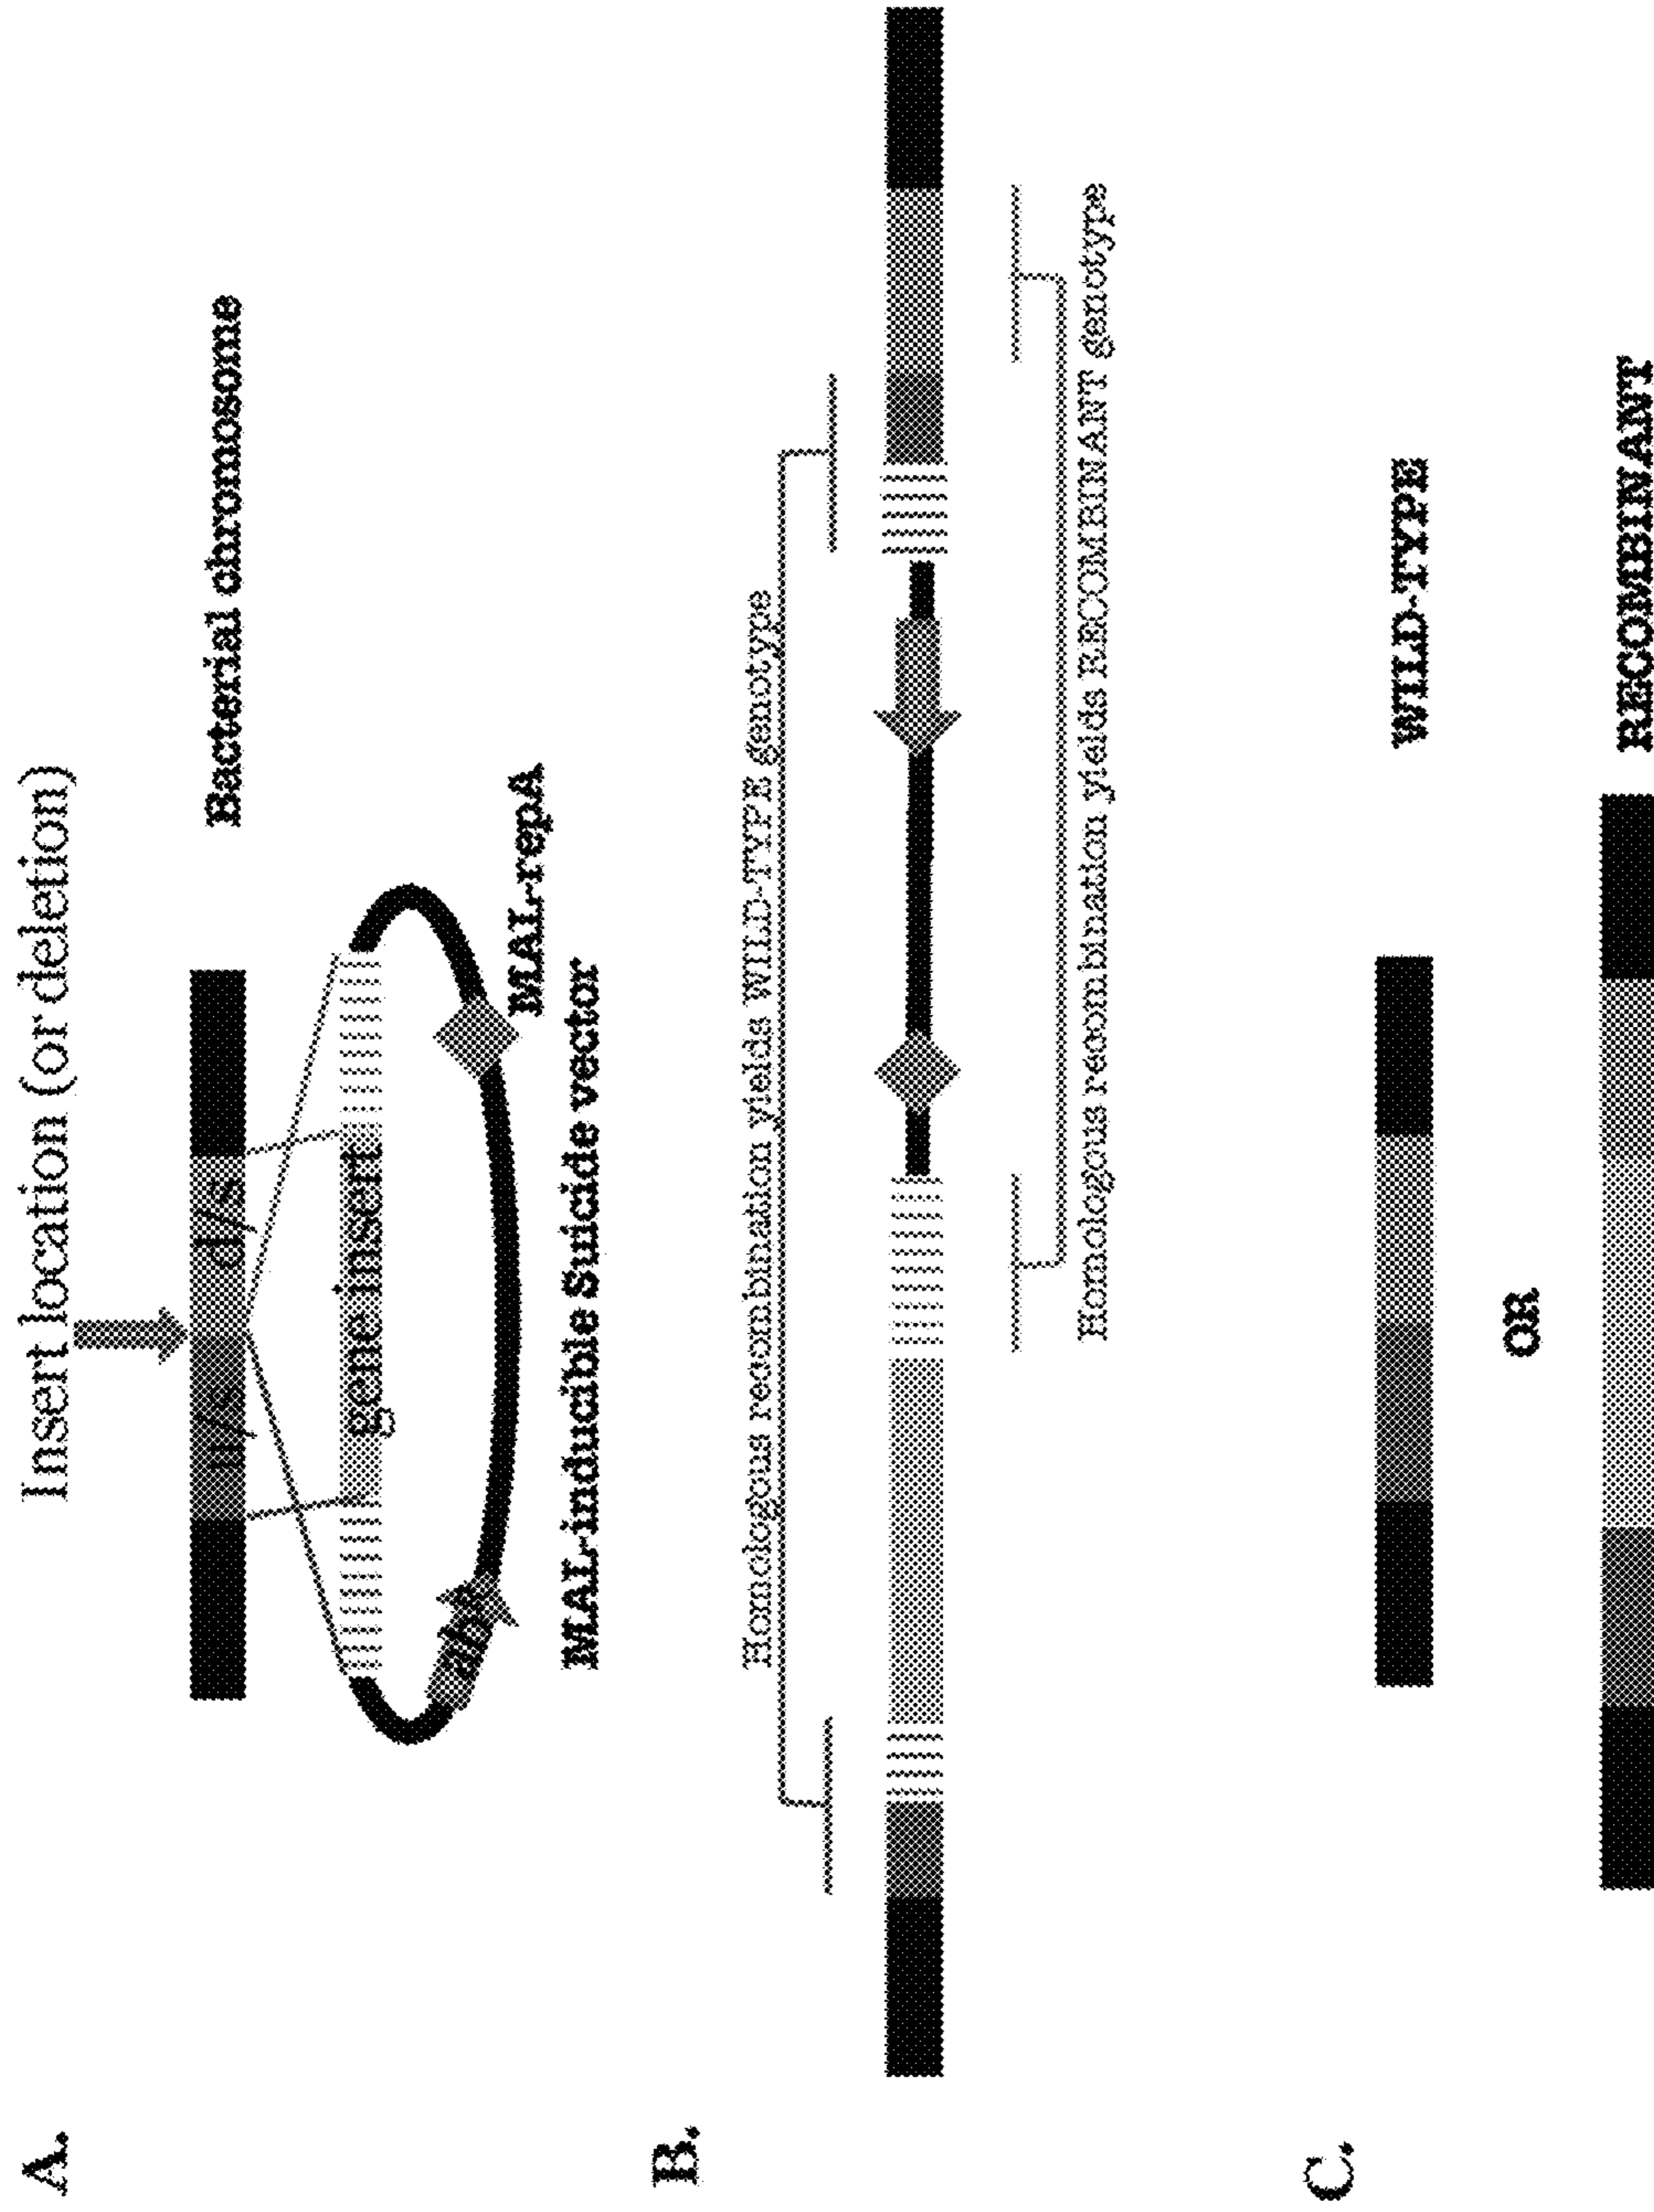 A.
Insert location (or deletion)
u/s d/s
Bacterial chromosome
gene insert
MAL-repA
MAL-inducible Suicide vector
B.
Homologous recombination yields WILD-TYPE genotype
Homologous recombination yields RECOMBINANT genotype
C.
WILD-TYPE
OR
RECOMBINANT